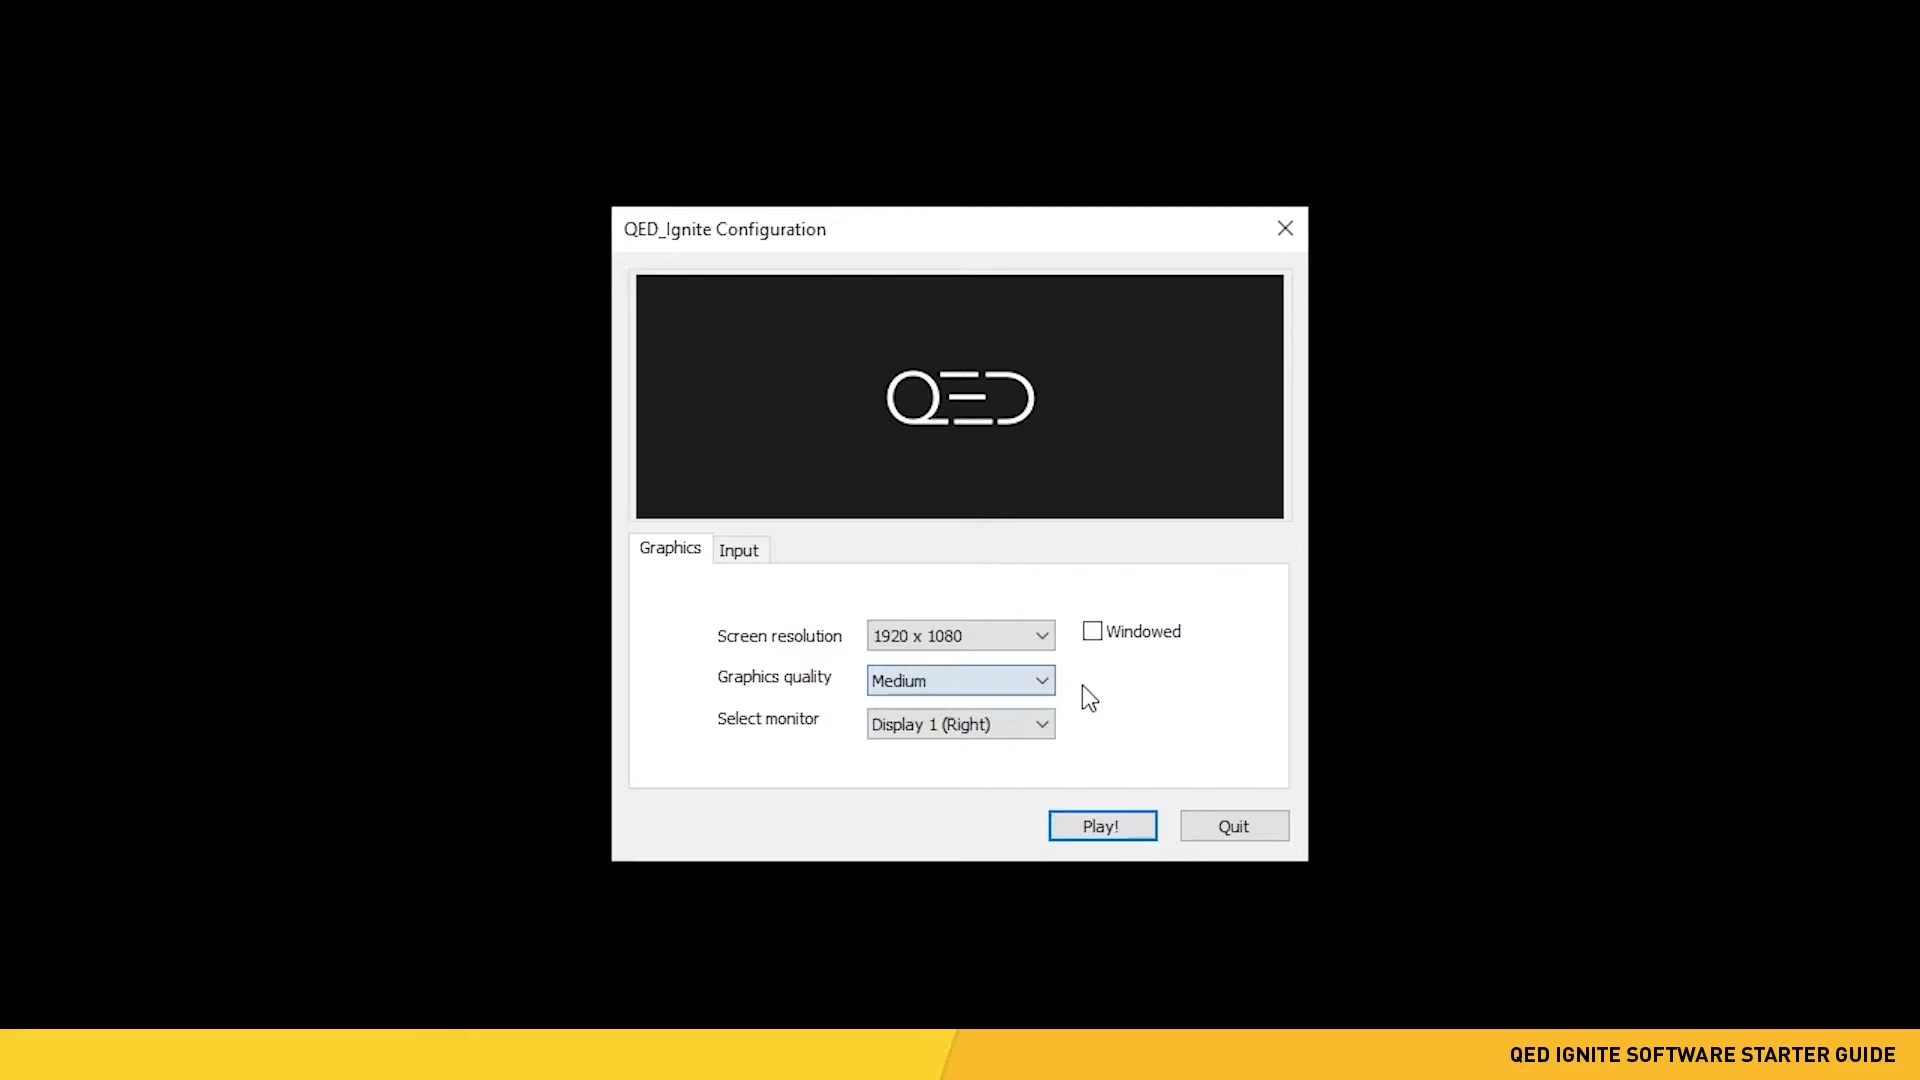 QED_Ignite Configuration
QED
Graphics
Input
Screen resolution
1920 x 1080
Windowed
Graphics quality
Medium
Select monitor
Display 1 (Right)
Play!
Quit
QED IGNITE SOFTWARE STARTER GUIDE